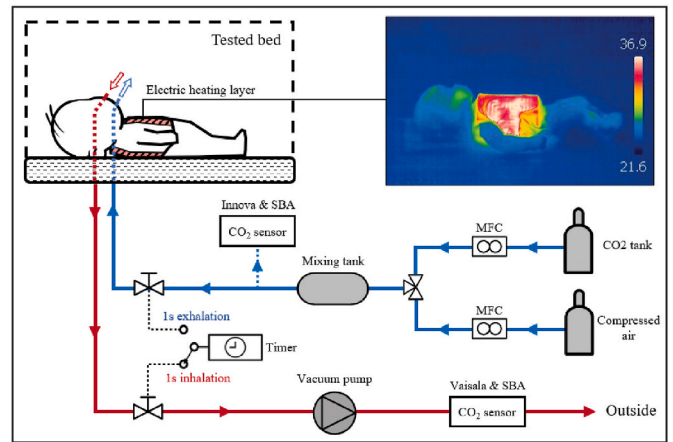 Tested bed
Electric heating layer
36.9
21.6
Innova & SBA
CO₂ sensor
Mixing tank
MFC
CO2 tank
MFC
Compressed
air
1s exhalation
Timer
1s inhalation
Vacuum pump
Vaisala & SBA
CO₂ sensor
Outside